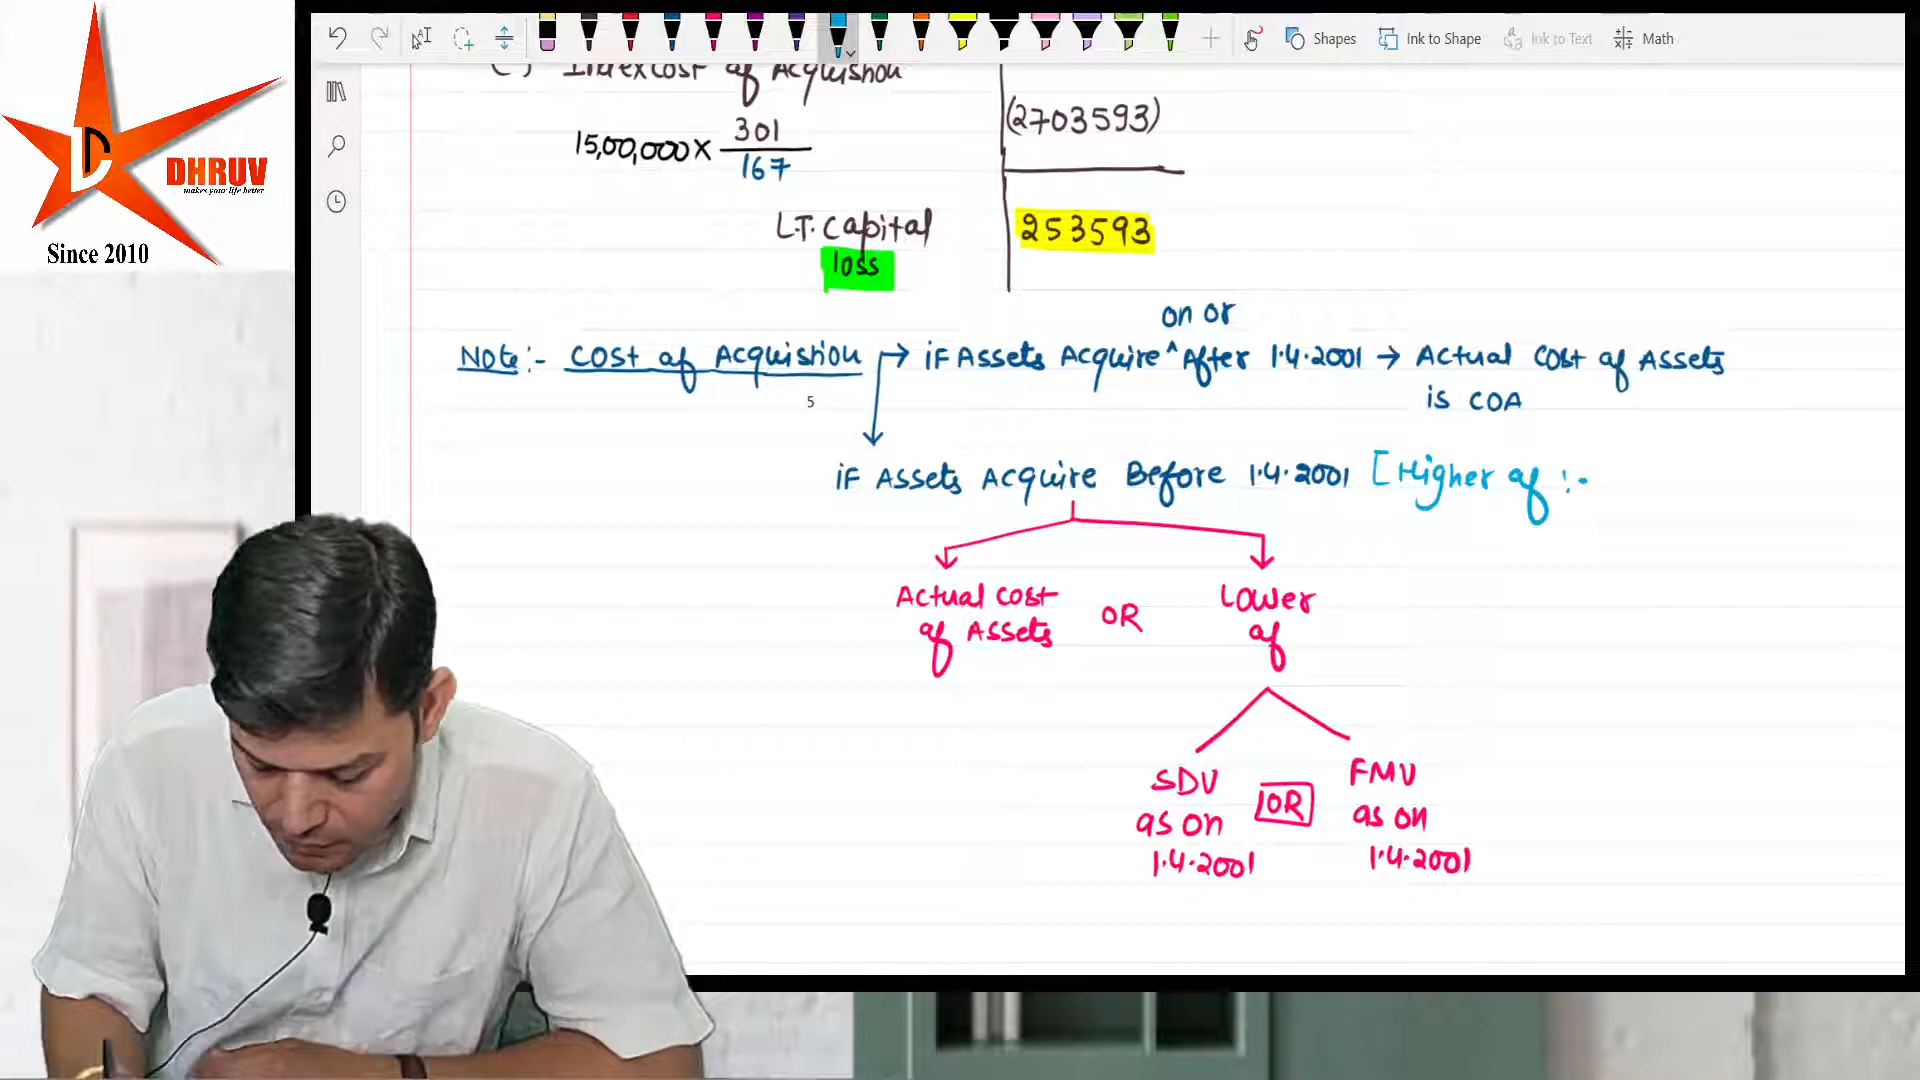 Shapes
Ink to Shape
Ink to Text
Math
DC
DHRUV
makes your life better
Since 2010
(-) Index cost of Acquistion
15,00,000 × 301/167
(2703593)
L.T. Capital
loss
253593
on or
Note:- Cost of Acquistion → iF Assets Acquire ^ After 1.4.2001 → Actual Cost of Assets
is COA
5
iF Assets Acquire Before 1.4.2001 [Higher of :-
Actual Cost
of Assets
OR
Lower
of
SDV
as on
1.4.2001
OR
FMV
as on
1.4.2001